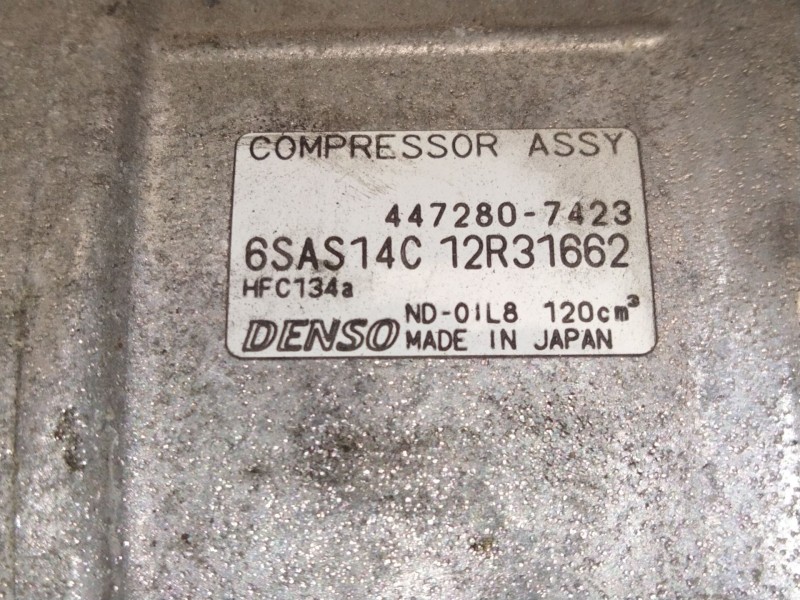 COMPRESSOR ASSY
447280-7423
6SAS14C 12R31662
HFC134a
ND-OIL8 120cm³
DENSO MADE IN JAPAN